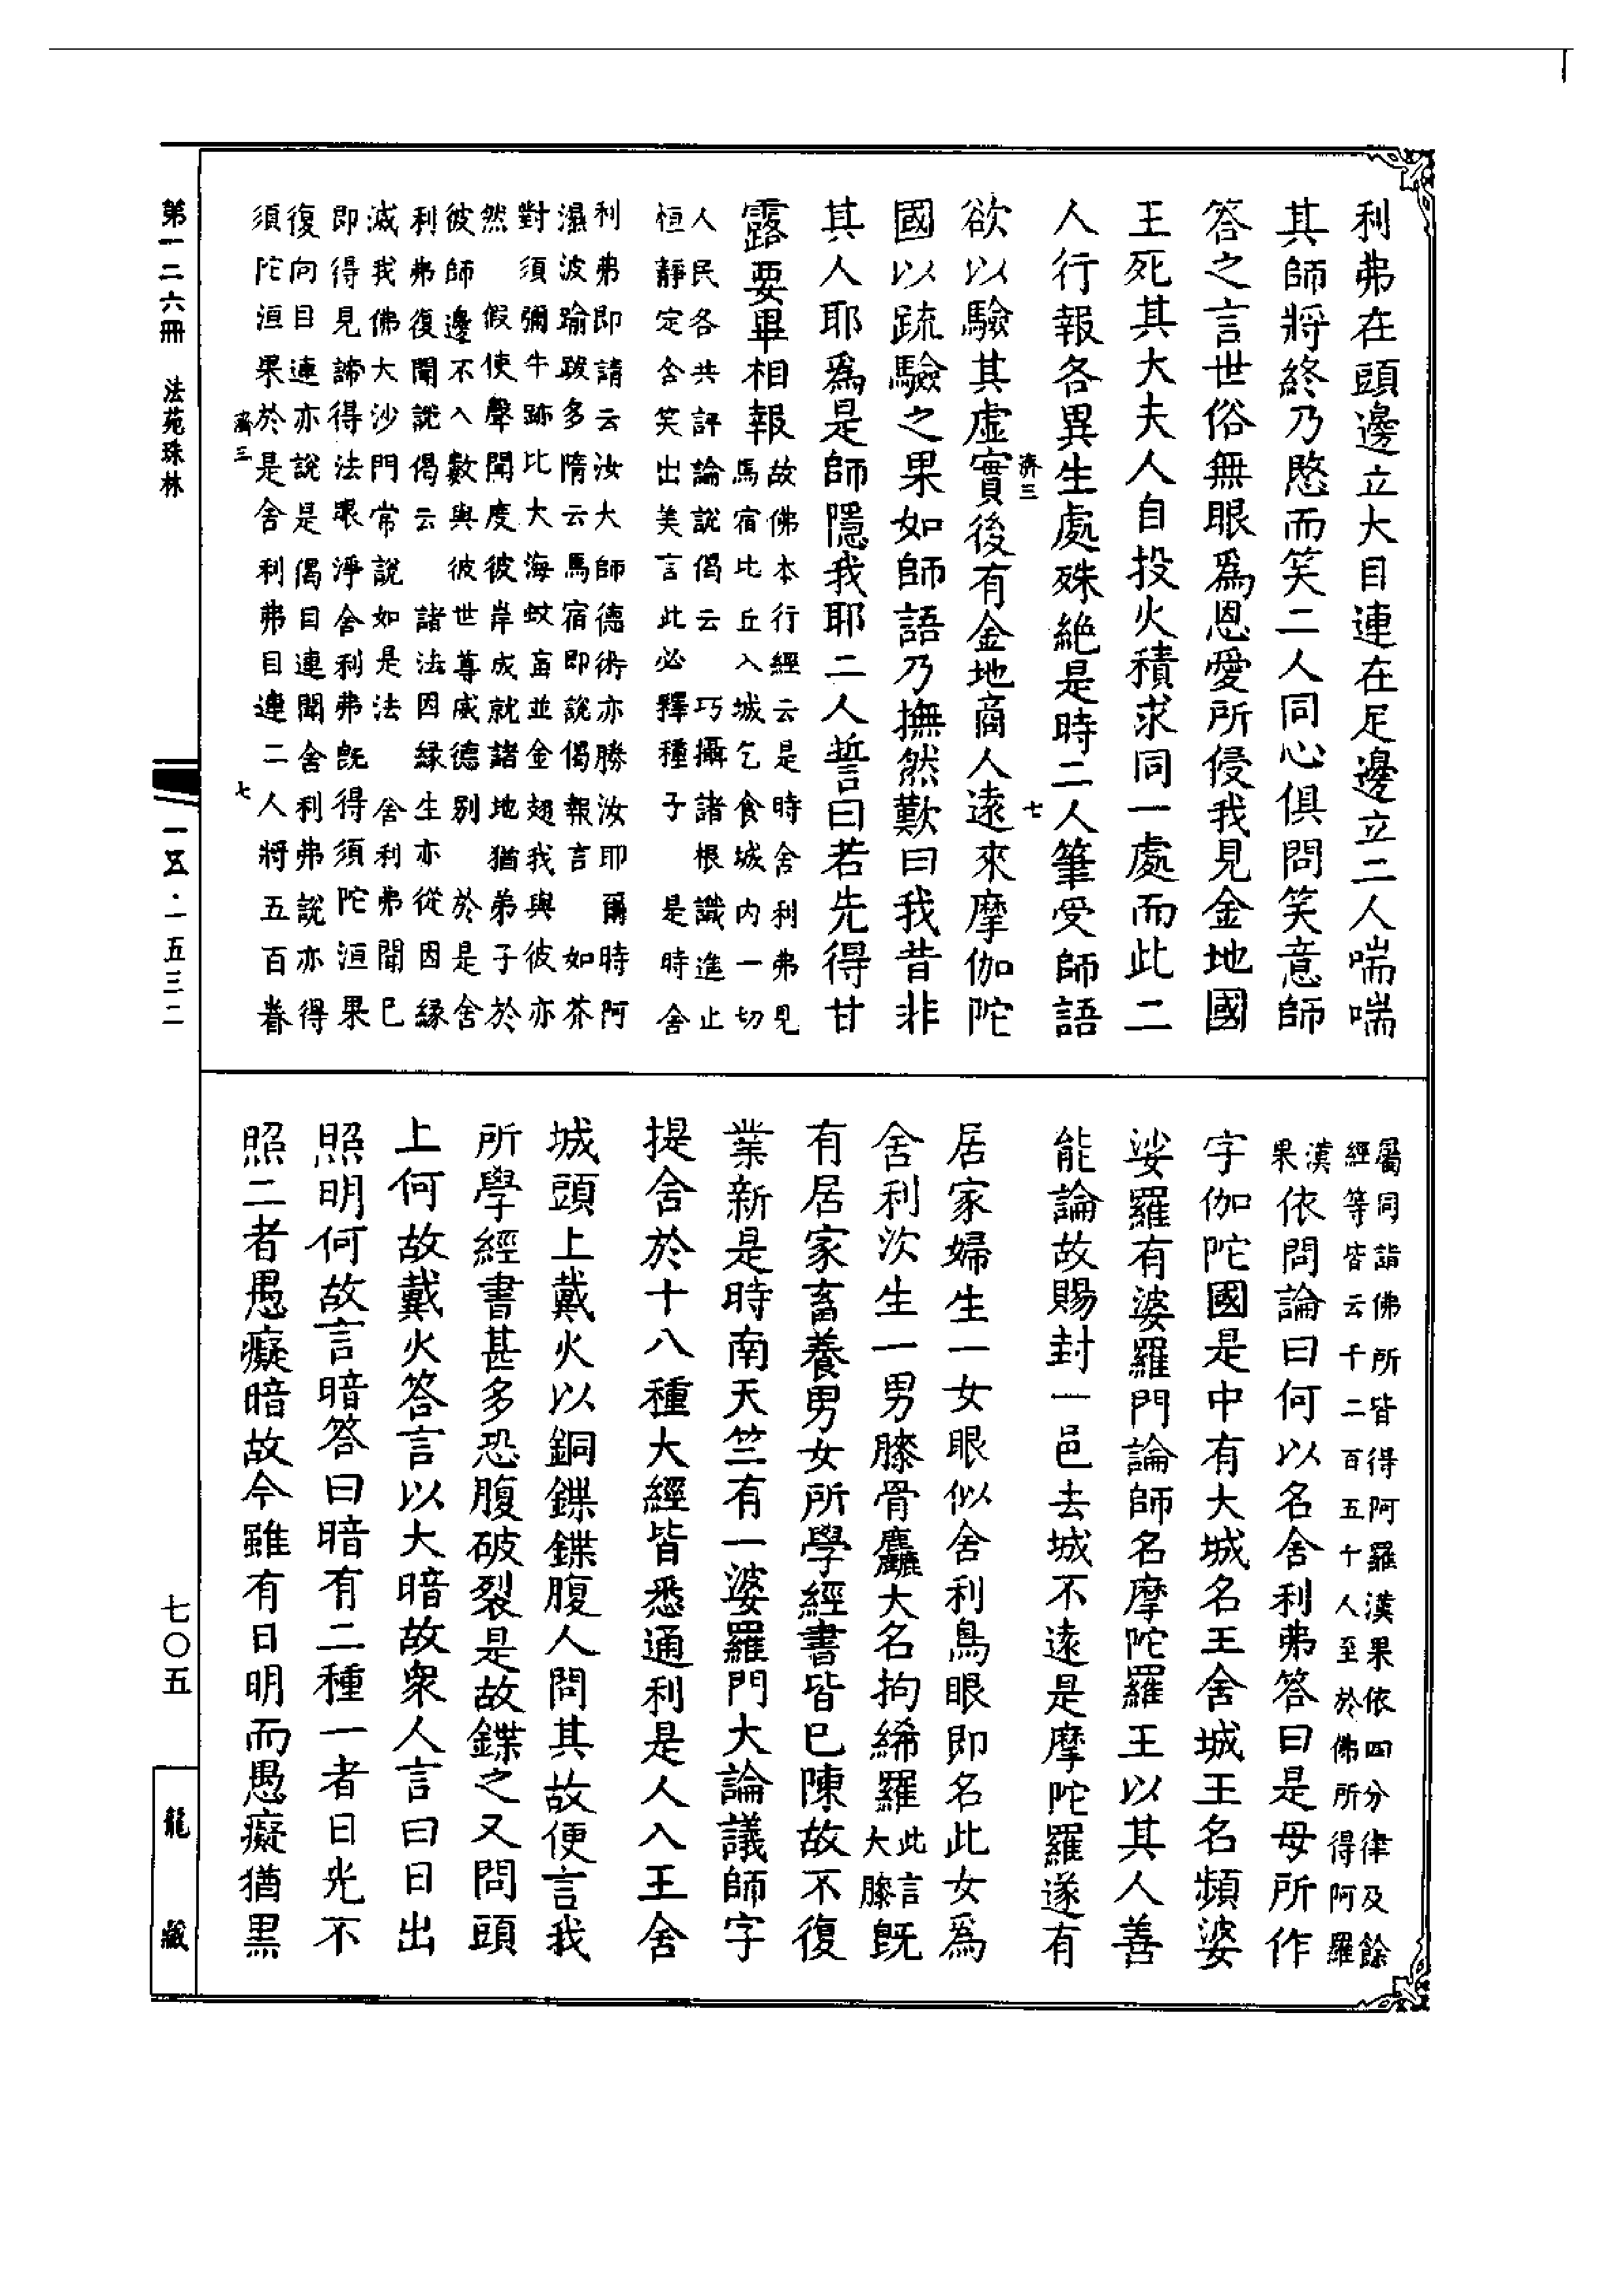 利弗在頭邊立大目連在足邊立二人喘喘
其師將終乃愍而笑二人同心俱問笑意師
答之言世俗無眼爲恩愛所侵我見金地國
王死其大夫人自投火積求同一處而此二
人行報各異生處殊絶是時二人筆受師語
濟三 七
欲以驗其虛實後有金地商人遠來摩伽陀
國以疏驗之果如師語乃撫然歎曰我昔非
其人耶爲是師隱我耶二人誓曰若先得甘
露要畢相報故佛本行經云是時舍利弗見
馬宿比丘入城乞食城内一切
人民各共評論說偈云 巧攝諸根識進止
恒靜定含笑出美言此必釋種子 是時舍
利弗即請云汝大師德術亦勝汝耶爾時阿
濕波瑜跋多隋云馬宿即說偈報言 如芥
對須彌牛跡比大海蚊䖟並金翅我與彼亦
然 假使聲聞度彼岸成就諸地猶弟子於
彼師邊不入數與彼世尊威德别 於是舍
利弗復聞說偈云 諸法因緣生亦從因緣
滅我佛大沙門常說如是法 舍利弗聞已
即得見諦得法眼淨舍利弗既得須陀洹果
復向目連亦說是偈目連聞舍利弗說亦得
須陀洹果於是舍利弗目連二人將五百眷
濟三 七
屬同詣佛所皆得阿羅漢果依四分律及餘
經等皆云千二百五十人至於佛所得阿羅
漢
果依問論曰何以名舍利弗答曰是母所作
字伽陀國是中有大城名王舍城王名頻婆
娑羅有婆羅門論師名摩陀羅王以其人善
能論故賜封一邑去城不遠是摩陀羅遂有
居家婦生一女眼似舍利鳥眼即名此女爲
舍利次生一男膝骨麤大名拘絺羅此言
大膝既
有居家畜養男女所學經書皆已陳故不復
業新是時南天竺有一婆羅門大論議師字
提舍於十八種大經皆悉通利是人入王舍
城頭上戴火以銅鍱鍱腹人問其故便言我
所學經書甚多恐腹破裂是故鍱之又問頭
上何故戴火答言以大暗故衆人言曰日出
照明何故言暗答曰暗有二種一者日光不
照二者愚癡暗故今雖有日明而愚癡猶黑
第一二六冊 法苑珠林
一五·一五三二
七〇五
龍藏